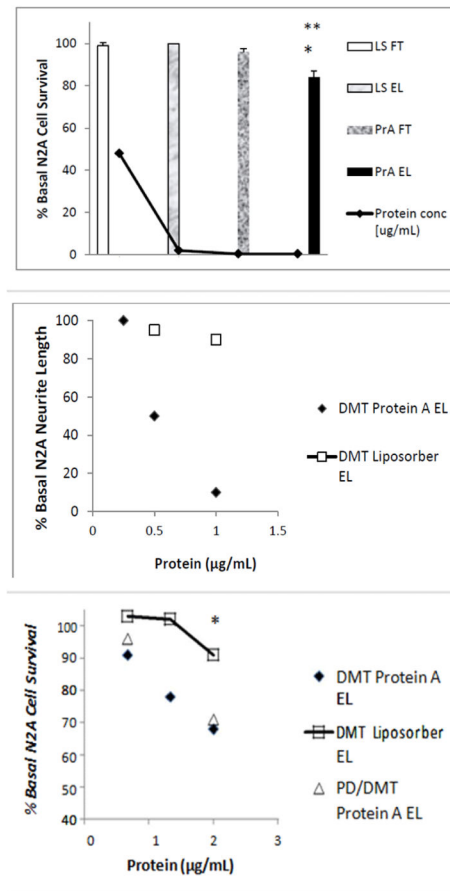 % Basal N2A Cell Survival
100
80
60
40
20
0
**
*
LS FT
LS EL
PrA FT
PrA EL
Protein conc
[ug/mL)
% Basal N2A Neurite Length
100
80
60
40
20
0
0 0.5 1 1.5
Protein (µg/mL)
DMT Protein A EL
DMT Liposorber
EL
% Basal N2A Cell Survival
100
90
80
70
60
50
40
*
0 1 2 3
Protein (µg/mL)
DMT Protein A
EL
DMT Liposorber
EL
PD/DMT
Protein A EL